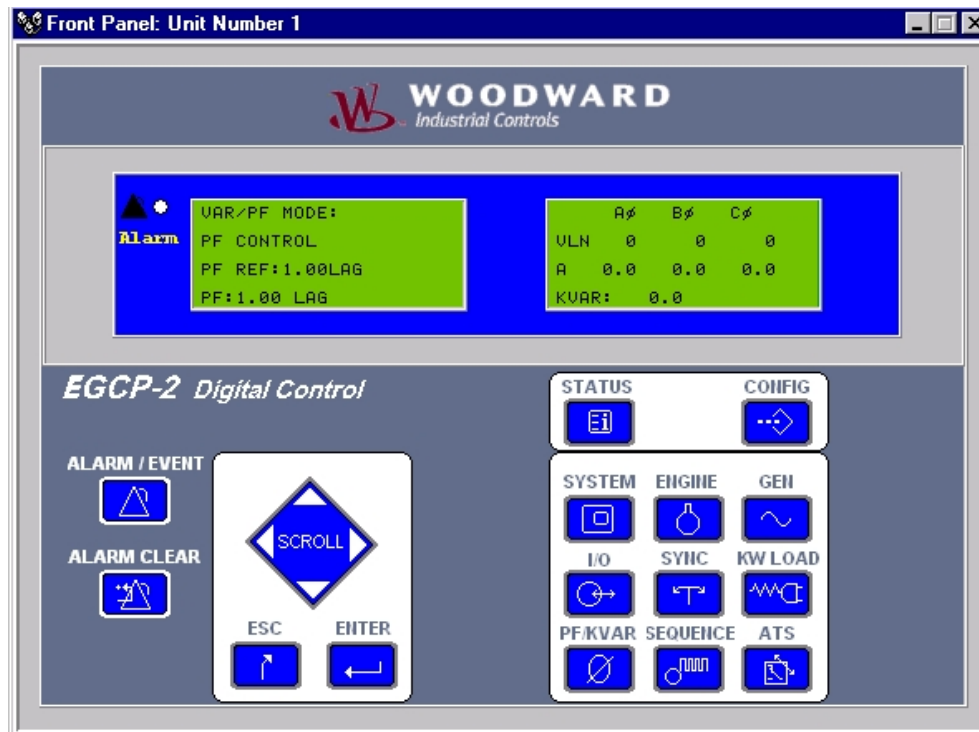 Front Panel: Unit Number 1
WOODWARD
Industrial Controls
Alarm
VAR/PF MODE:
PF CONTROL
PF REF:1.00LAG
PF:1.00 LAG
AØ BØ CØ
VLN 0 0 0
A 0.0 0.0 0.0
KVAR: 0.0
EGCP-2 Digital Control
STATUS CONFIG
ALARM / EVENT
SYSTEM ENGINE GEN
SCROLL
ALARM CLEAR
I/O SYNC KW LOAD
ESC ENTER
PF/KVAR SEQUENCE ATS